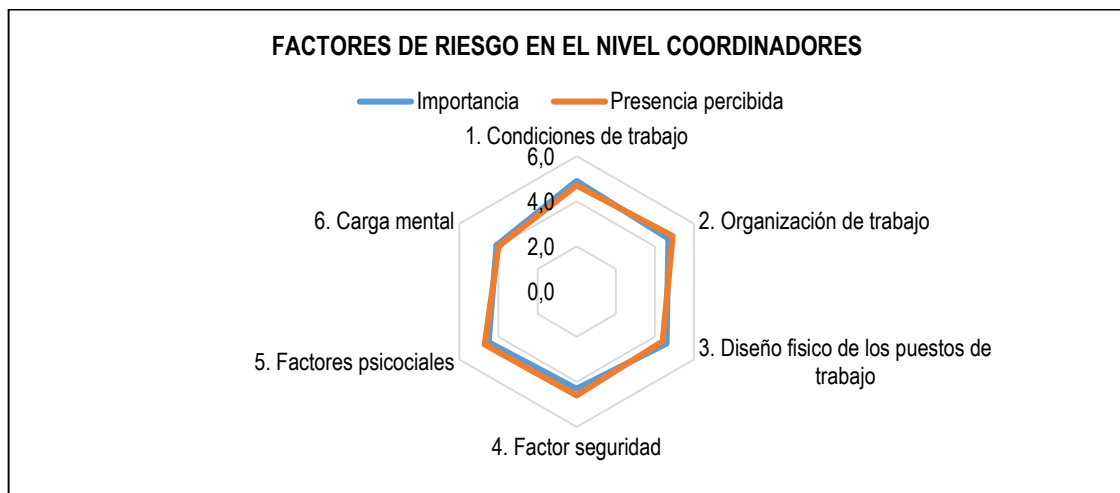 FACTORES DE RIESGO EN EL NIVEL COORDINADORES
Importancia
Presencia percibida
1. Condiciones de trabajo
6,0
4,0
2,0
0,0
2. Organización de trabajo
3. Diseño fisico de los puestos de
trabajo
4. Factor seguridad
5. Factores psicociales
6. Carga mental